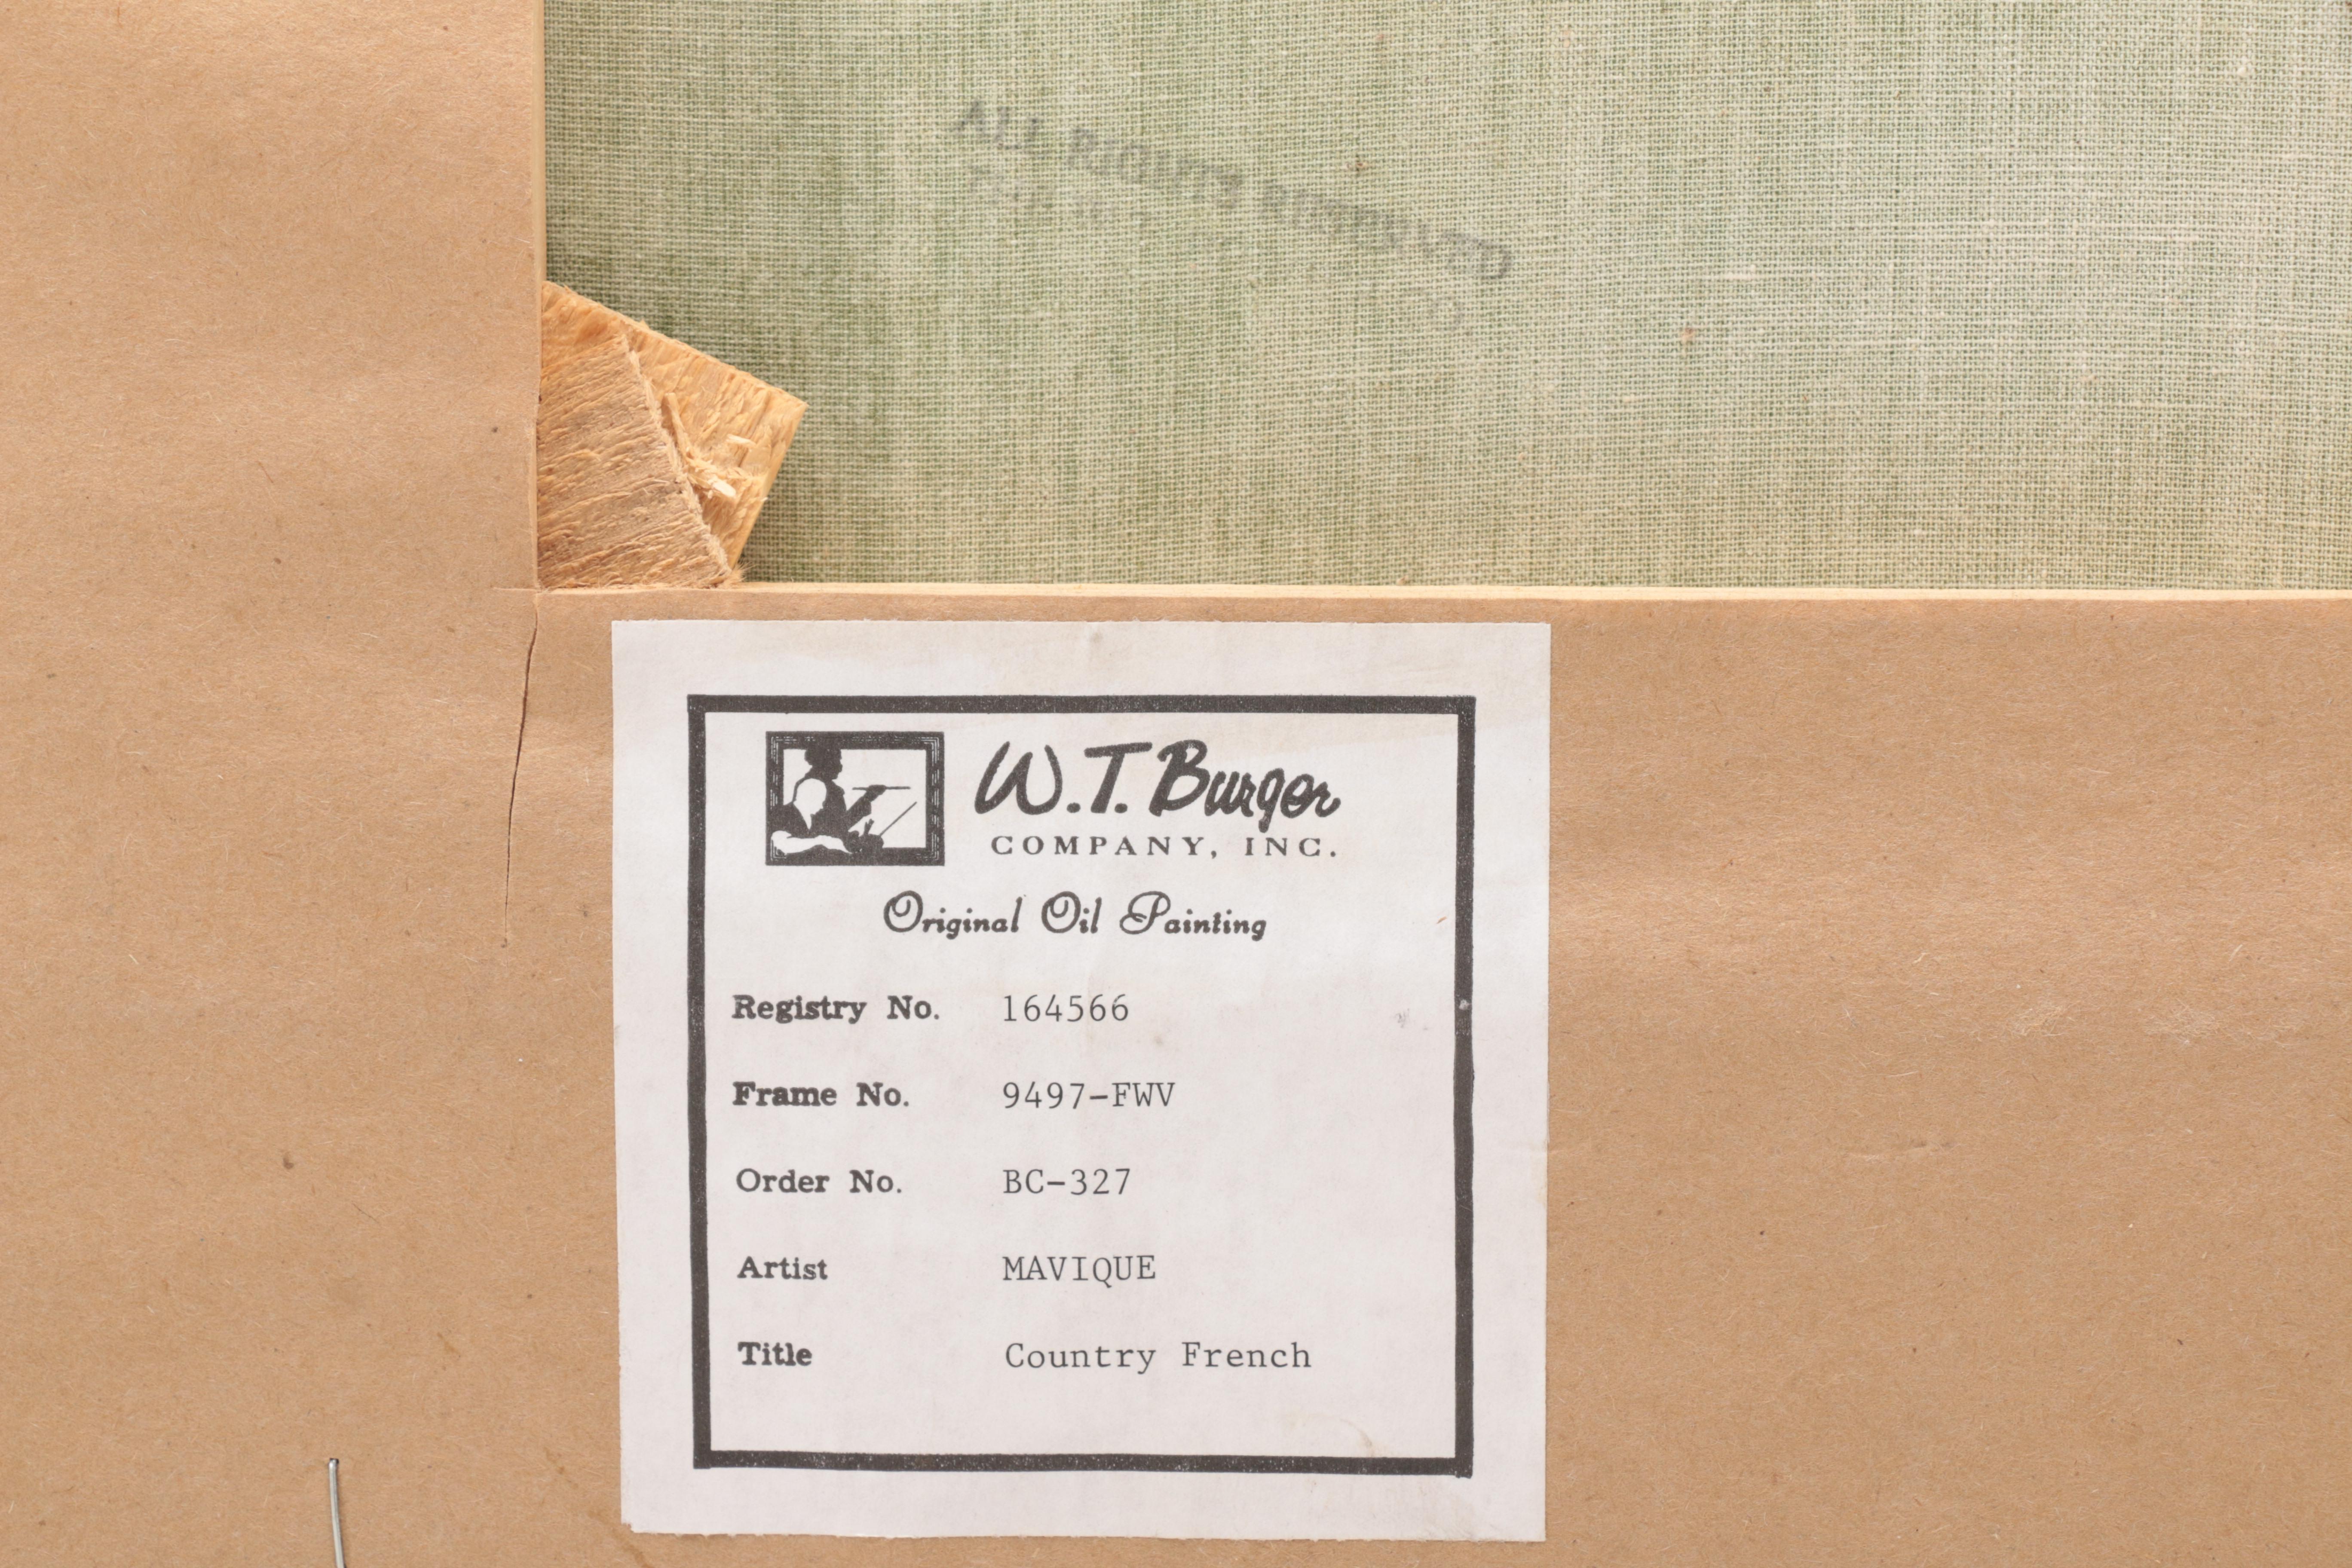 ALL RIGHTS RESERVED
W.T. Burger
COMPANY, INC.
Original Oil Painting
Registry No. 164566
Frame No. 9497-FWV
Order No. BC-327
Artist MAVIQUE
Title Country French